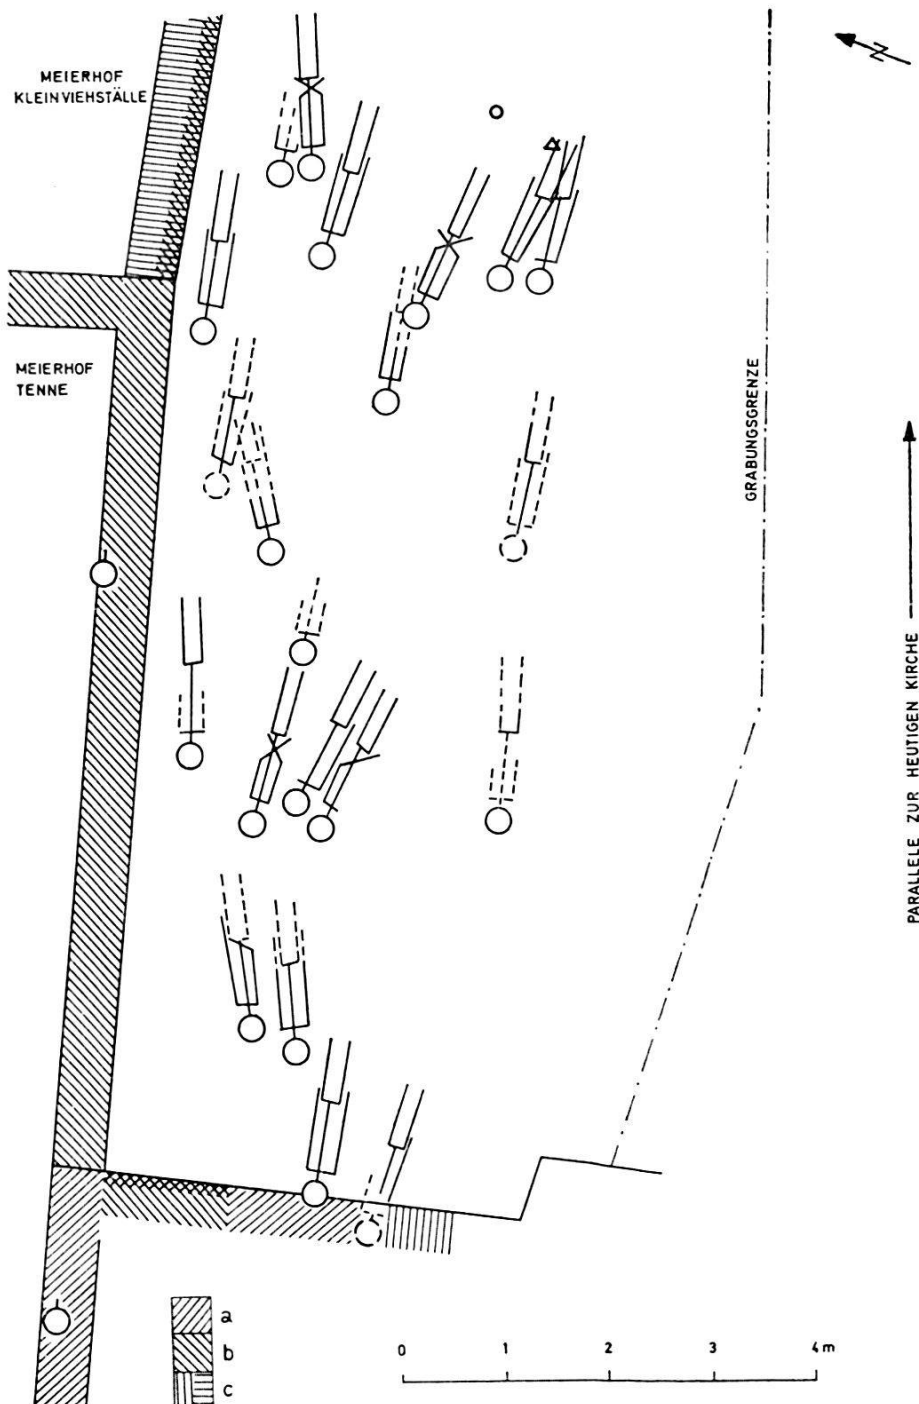 MEIERHOF
KLEINVIEHSTÄLLE
N
MEIERHOF
TENNE
GRABUNGSGRENZE
PARALLELE ZUR HEUTIGEN KIRCHE
a
b
c
0 1 2 3 4 m